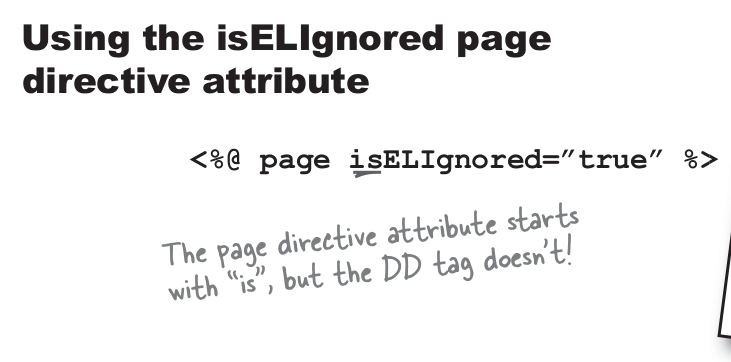 Using the isELIgnored page
directive attribute
<%@ page isELIgnored=”true” %>
The page directive attribute starts
with “is”, but the DD tag doesn't!